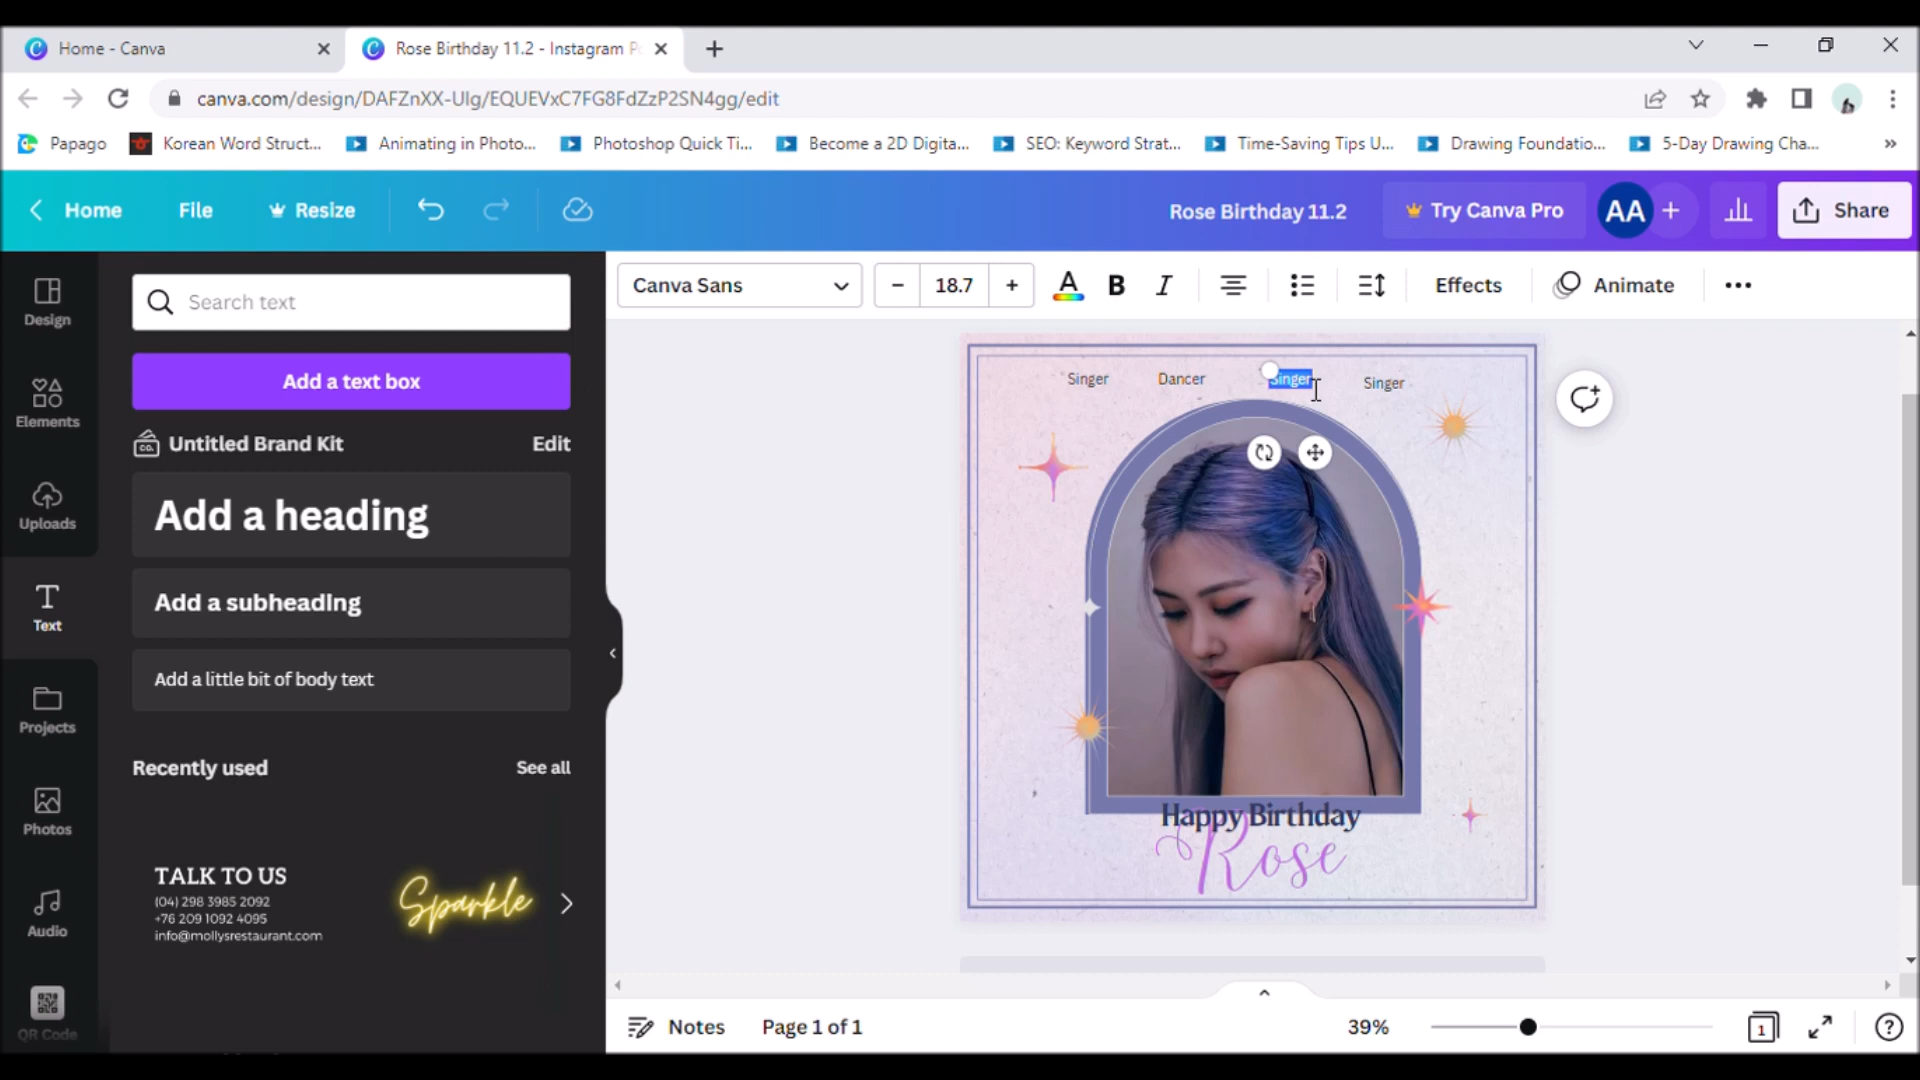 Home - Canva
Rose Birthday 11.2 - Instagram P
canva.com/design/DAFZnXX-UIg/EQUEVxC7FG8FdZzP2SN4gg/edit
Papago
Korean Word Struct...
Animating in Photo...
Photoshop Quick Ti...
Become a 2D Digita...
SEO: Keyword Strat...
Time-Saving Tips U...
Drawing Foundatio...
5-Day Drawing Cha...
Home
File
Resize
Rose Birthday 11.2
Try Canva Pro
AA
Share
Design
Elements
Uploads
Text
Projects
Photos
Audio
QR Code
Search text
Add a text box
CO.
Untitled Brand Kit
Edit
Add a heading
Add a subheading
Add a little bit of body text
Recently used
See all
TALK TO US
(04) 298 3985 2092
+76 209 1092 4095
info@mollysrestaurant.com
Sparkle
Canva Sans
18.7
A
B
I
Effects
Animate
Singer
Dancer
Singer
Singer
Happy Birthday
Rose
Notes
Page 1 of 1
39%
1